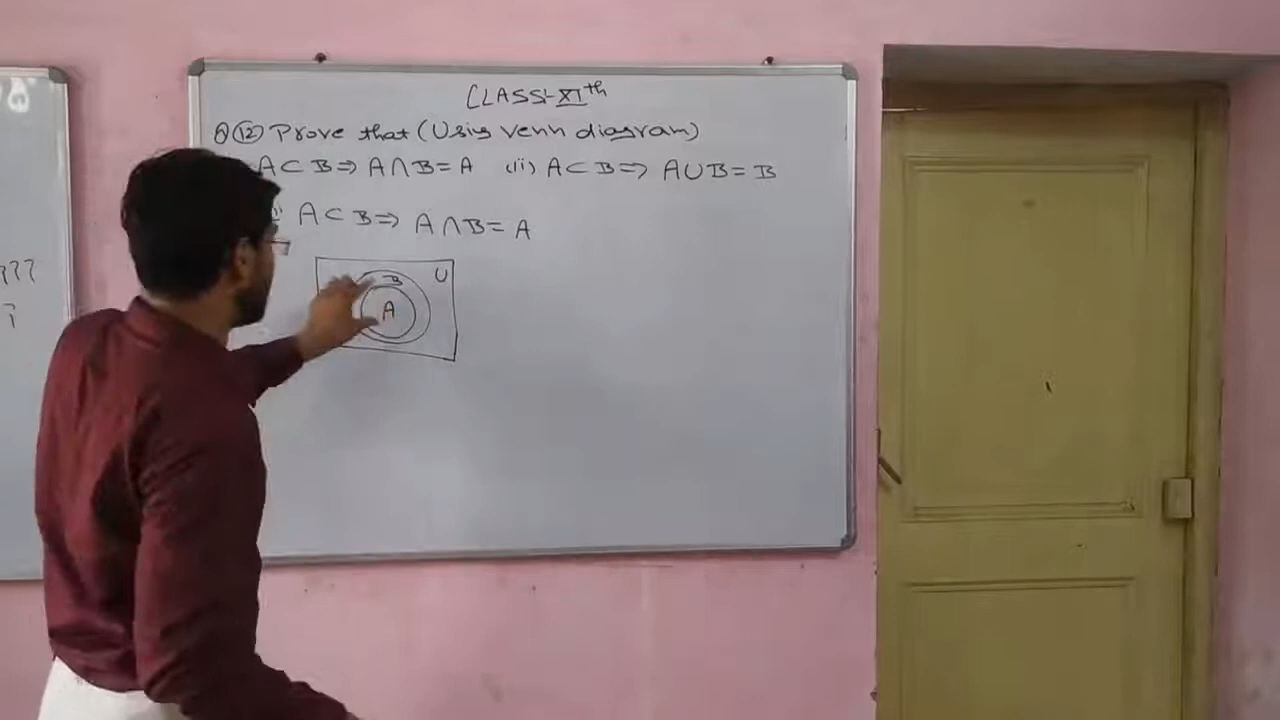 ???
?
CLASS:-XIth
Q(12) Prove that (Using Venn diagram)
A⊂B⇒A∩B=A (ii) A⊂B⇒A∪B=B
A⊂B⇒A∩B=A
B U
A